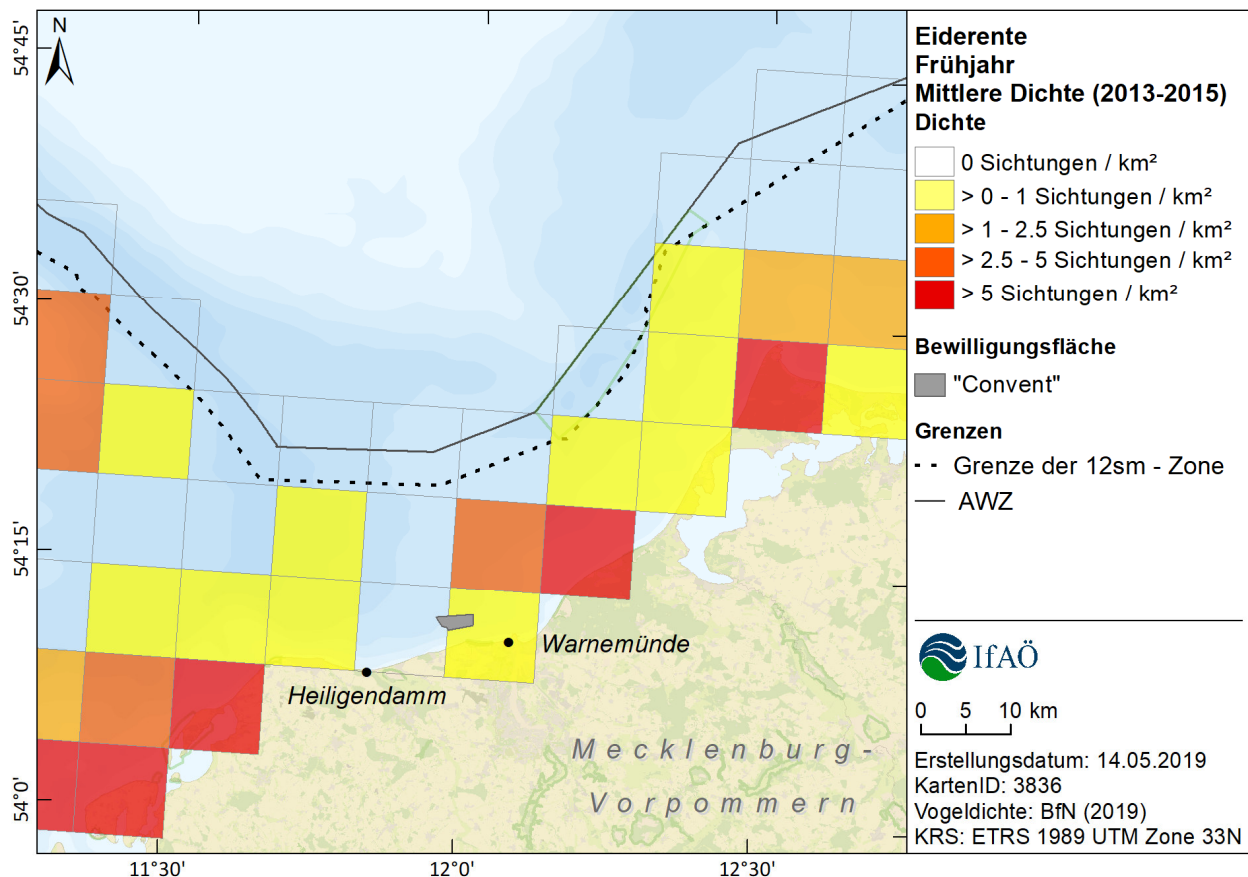 N
54°45'
54°30'
54°15'
54°0'
11°30'
12°0'
12°30'
Warnemünde
Heiligendamm
Mecklenburg-
Vorpommern
Eiderente
Frühjahr
Mittlere Dichte (2013-2015)
Dichte
0 Sichtungen / km²
> 0 - 1 Sichtungen / km²
> 1 - 2.5 Sichtungen / km²
> 2.5 - 5 Sichtungen / km²
> 5 Sichtungen / km²
Bewilligungsfläche
"Convent"
Grenzen
Grenze der 12sm - Zone
AWZ
IfAÖ
0 5 10 km
Erstellungsdatum: 14.05.2019
KartenID: 3836
Vogeldichte: BfN (2019)
KRS: ETRS 1989 UTM Zone 33N